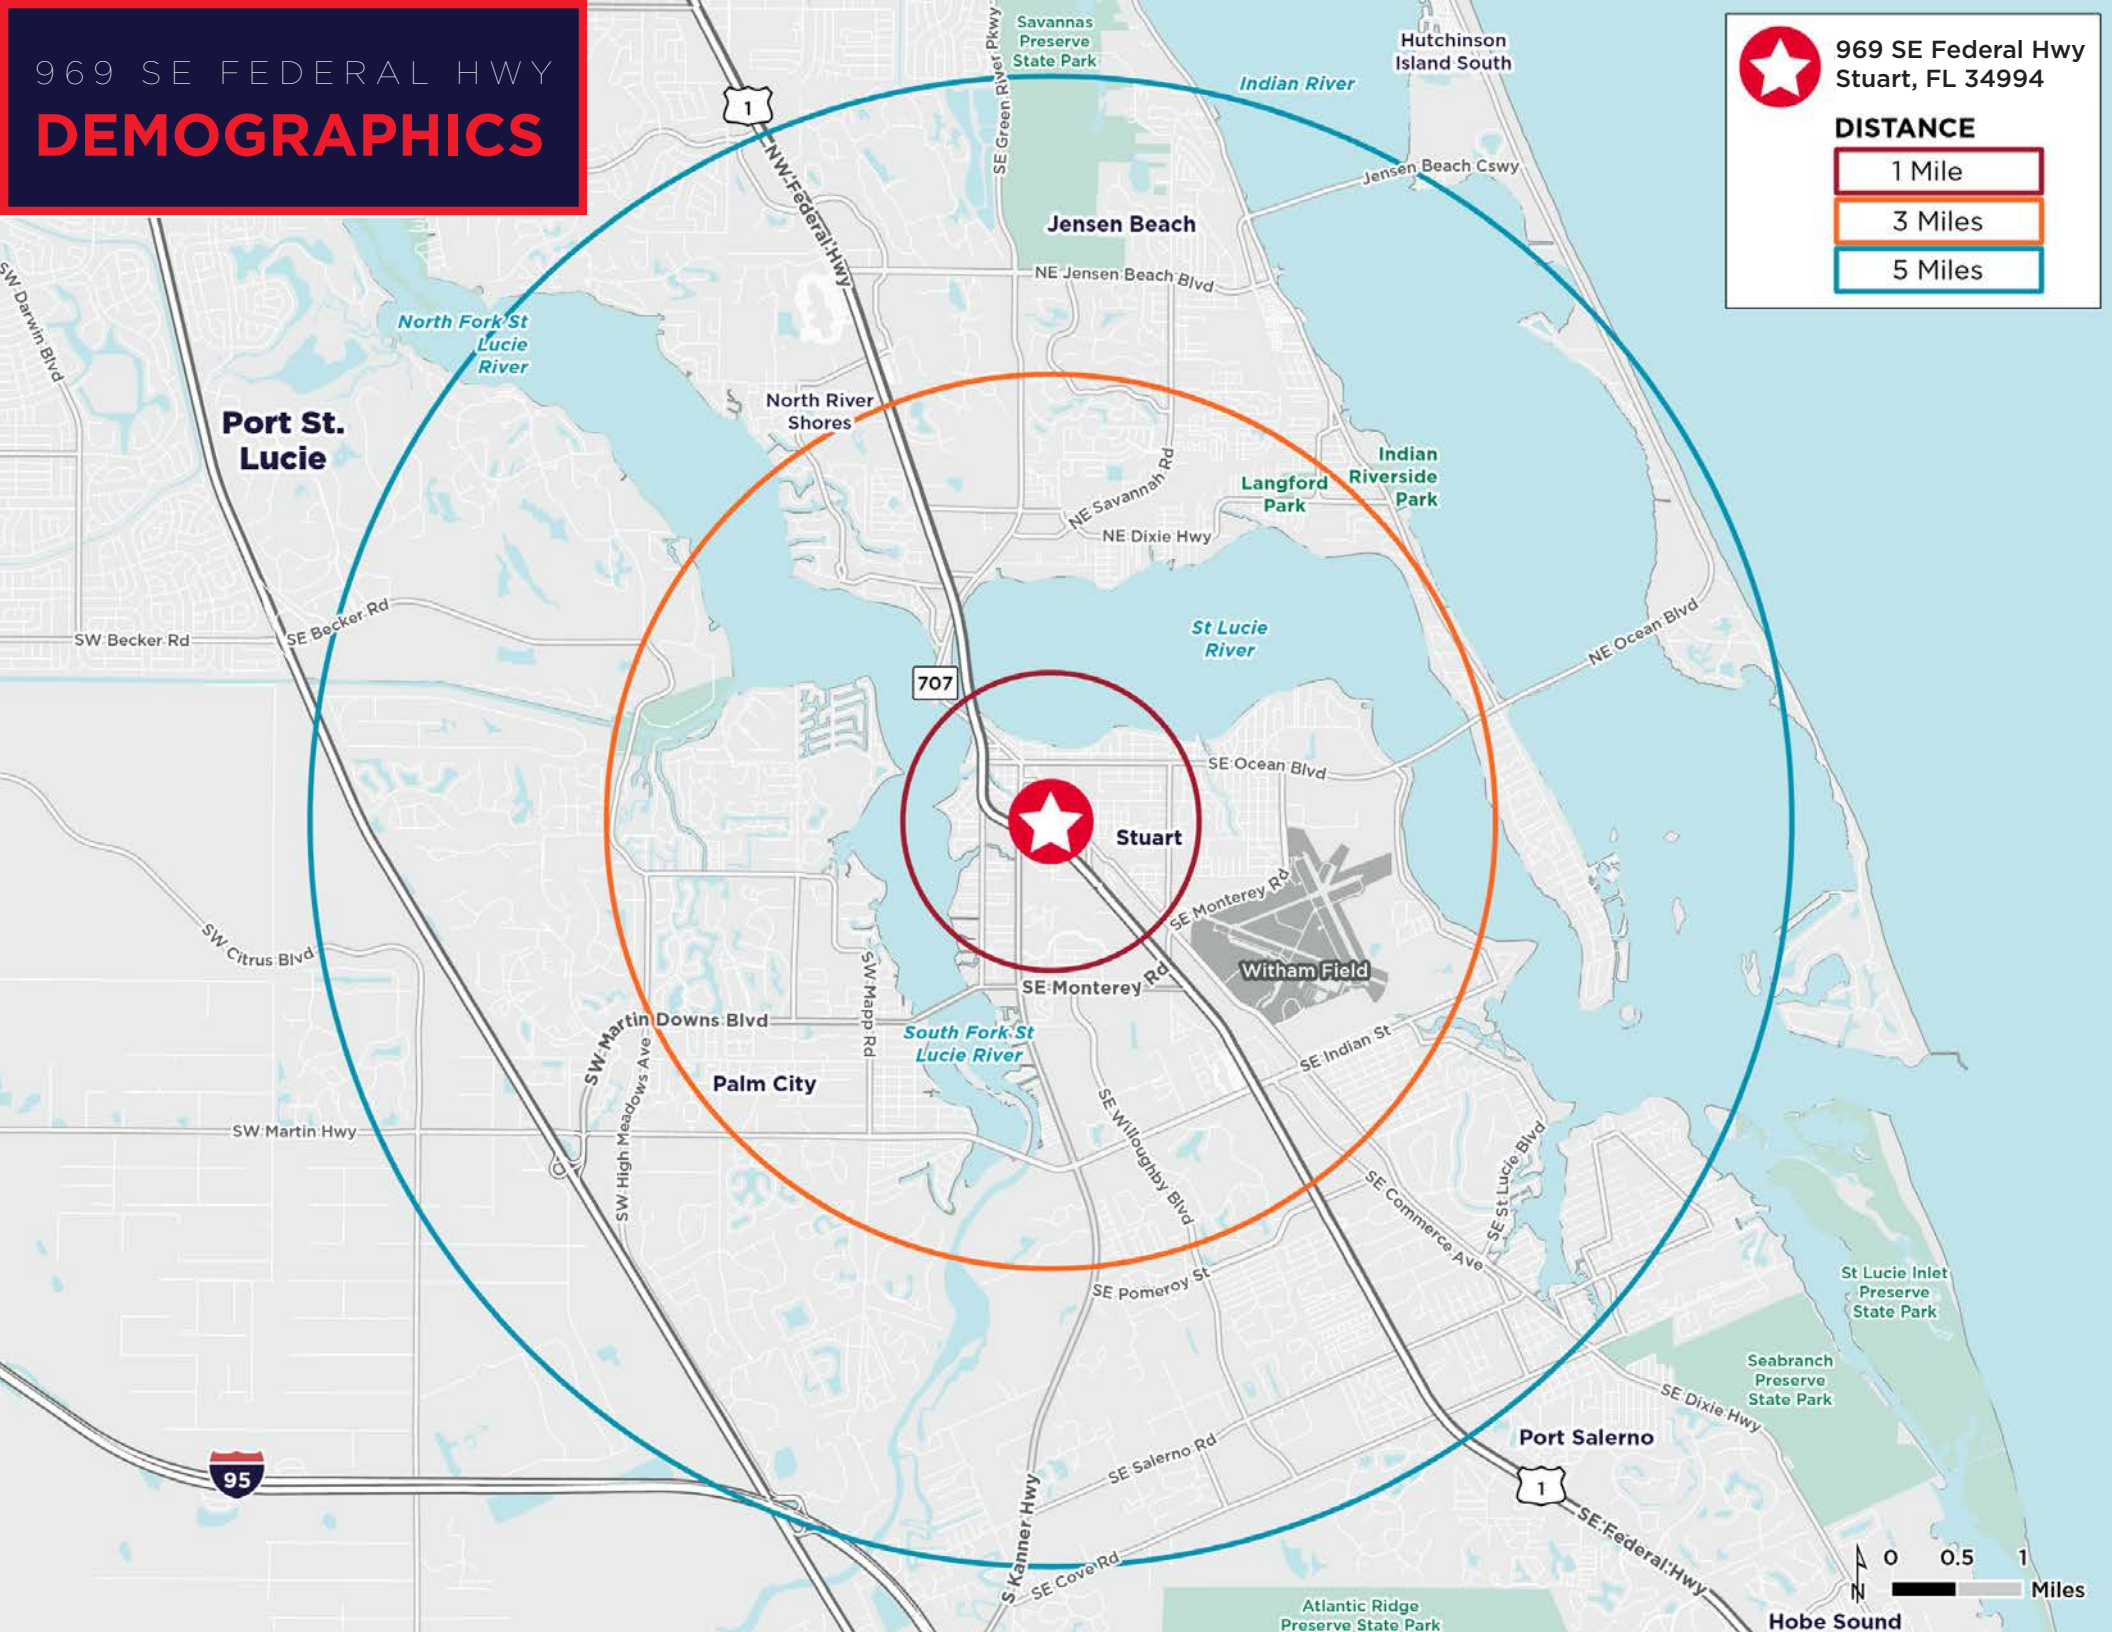 969 SE FEDERAL HWY
DEMOGRAPHICS
969 SE Federal Hwy
Stuart, FL 34994
DISTANCE
1 Mile
3 Miles
5 Miles
Savannas
Preserve
State Park
SE Green River Pkwy
Hutchinson
Island South
Indian River
1
NW Federal Hwy
Jensen Beach Cswy
Jensen Beach
NE Jensen Beach Blvd
SW Darwin Blvd
North Fork St
Lucie
River
Port St.
Lucie
North River
Shores
Indian
Riverside
Park
Langford
Park
NE Savannah Rd
NE Dixie Hwy
SW Becker Rd
SE Becker Rd
St Lucie
River
NE Ocean Blvd
707
SE Ocean Blvd
Stuart
SE Monterey Rd
Witham Field
SW Citrus Blvd
SW Mapp Rd
SE Monterey Rd
SW Martin Downs Blvd
South Fork St
Lucie River
SE Indian St
SW High Meadows Ave
Palm City
SW Martin Hwy
SE Willoughby Blvd
SE St Lucie Blvd
SE Commerce Ave
SE Pomeroy St
St Lucie Inlet
Preserve
State Park
Seabranch
Preserve
State Park
SE Dixie Hwy
Port Salerno
SE Salerno Rd
95
1
S Kanner Hwy
SE Cove Rd
SE Federal Hwy
Atlantic Ridge
Preserve State Park
Hobe Sound
N
0 0.5 1
Miles